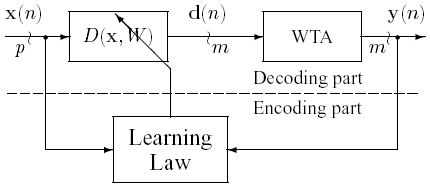 x(n) d(n) y(n)
D(x, W) WTA
p m m
Decoding part
Encoding part
Learning
Law